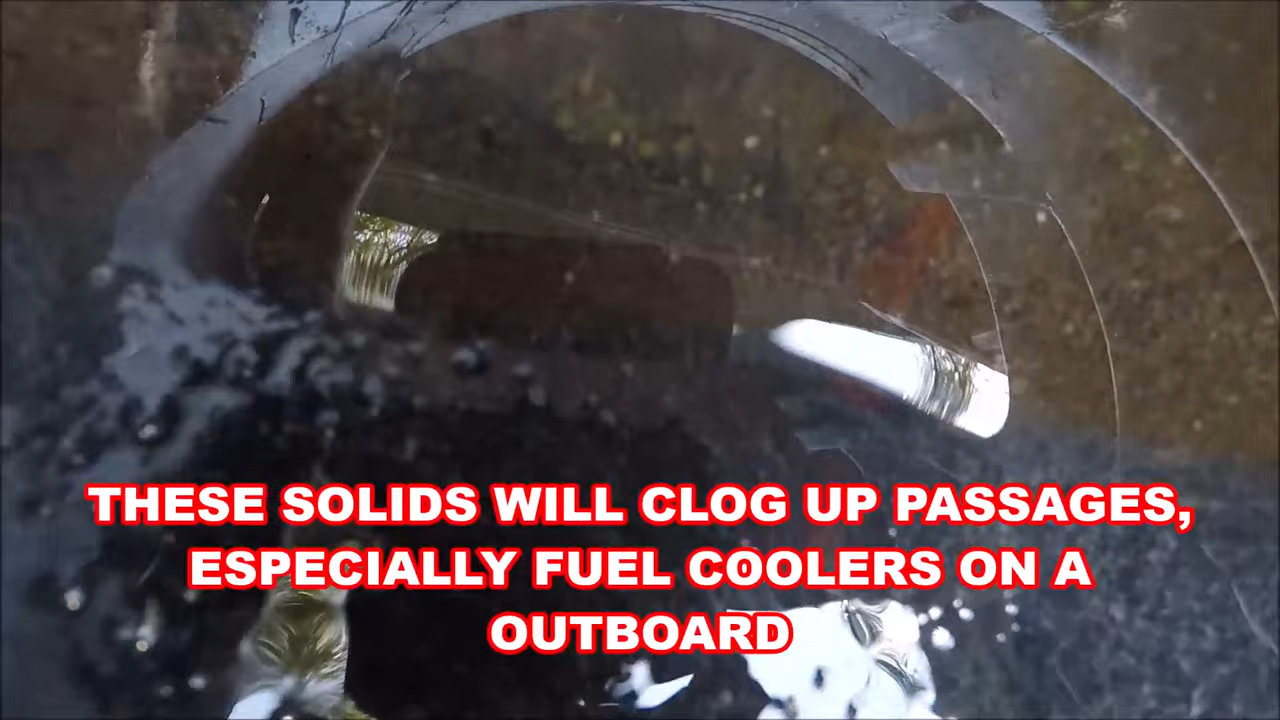 THESE SOLIDS WILL CLOG UP PASSAGES,
ESPECIALLY FUEL COOLERS ON A
OUTBOARD